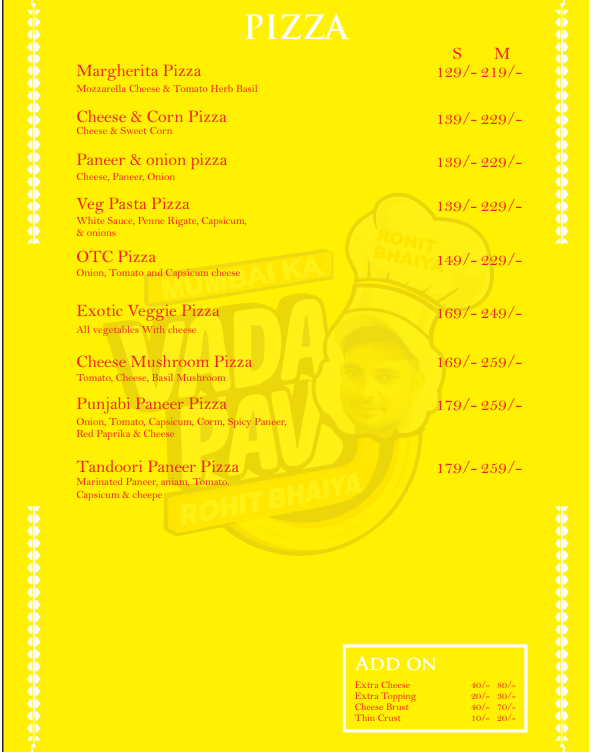 PIZZA
S M
Margherita Pizza 129/- 219/-
Mozzarella Cheese & Tomato Herb Basil
Cheese & Corn Pizza 139/- 229/-
Cheese & Sweet Corn
Paneer & onion pizza 139/- 229/-
Cheese, Paneer, Onion
Veg Pasta Pizza 139/- 229/-
White Sauce, Penne Rigate, Capsicum,
& onions
ROHIT
BHAIYA
OTC Pizza 149/- 229/-
Onion, Tomato and Capsicum cheese
MUMBAI KA
Exotic Veggie Pizza 169/- 249/-
All vegetables With cheese
VADA
Cheese Mushroom Pizza 169/- 259/-
Tomato, Cheese, Basil Mushroom
Punjabi Paneer Pizza 179/- 259/-
Onion, Tomato, Capsicum, Corm, Spicy Paneer,
Red Paprika & Cheese
PAV
Tandoori Paneer Pizza 179/- 259/-
Marinated Paneer, aniam, Tomato.
Capsicum & cheepe
ROHIT BHAIYA
ADD ON
Extra Cheese 40/- 80/-
Extra Topping 20/- 30/-
Cheese Brust 40/- 70/-
Thin Crust 10/- 20/-